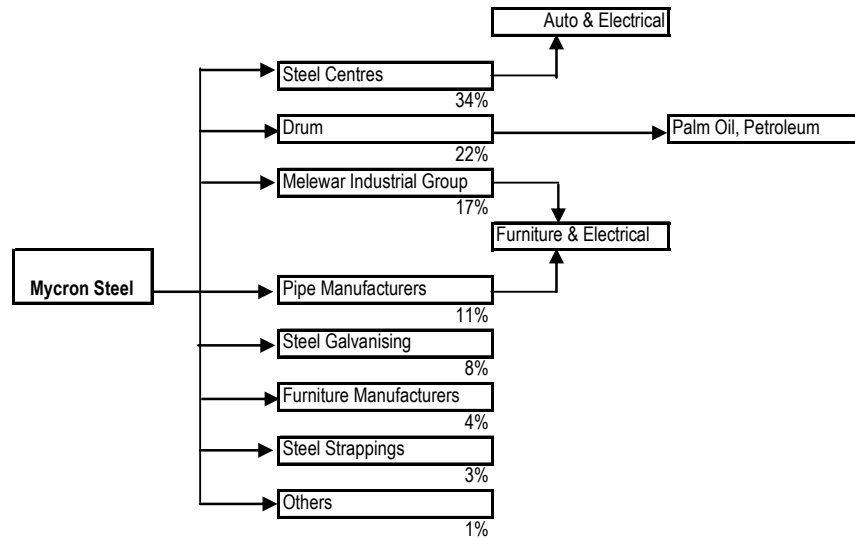 Auto & Electrical
Steel Centres
34%
Drum
Palm Oil, Petroleum
22%
Melewar Industrial Group
17%
Furniture & Electrical
Mycron Steel
Pipe Manufacturers
11%
Steel Galvanising
8%
Furniture Manufacturers
4%
Steel Strappings
3%
Others
1%